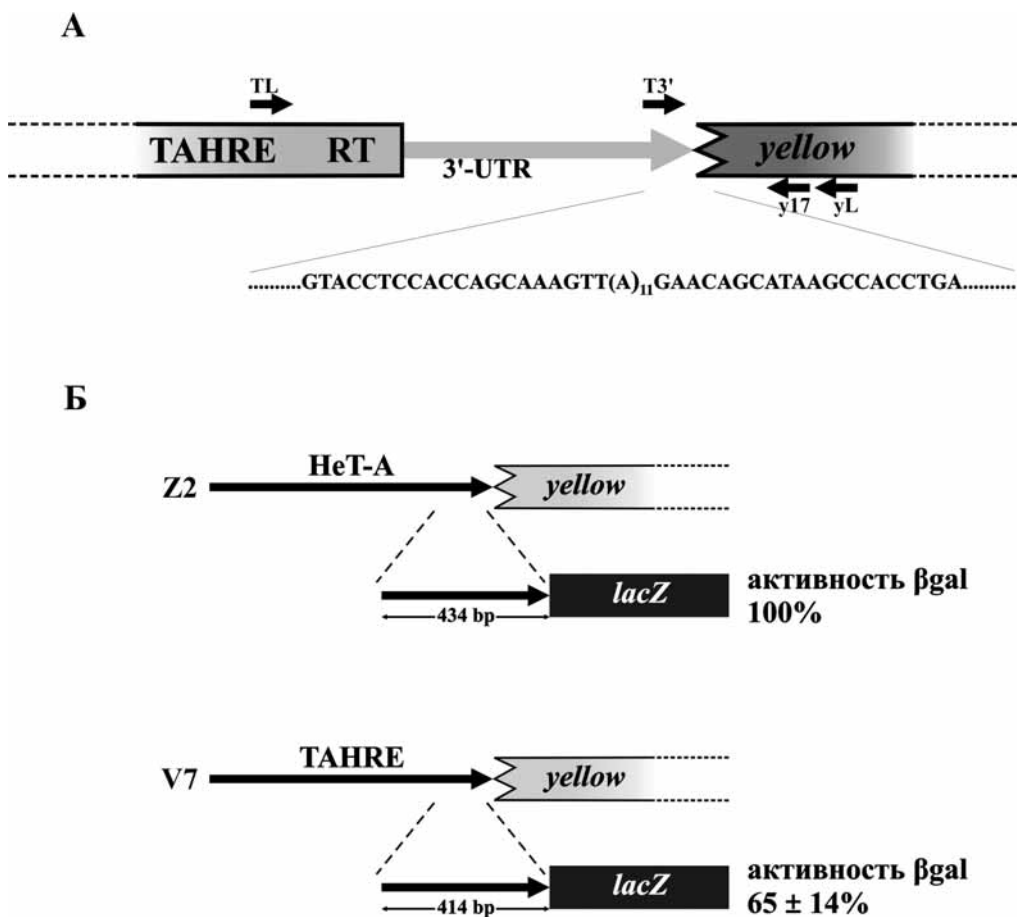 А
TL
T3'
TAHRE RT
3'-UTR
yellow
y17 yL
..........GTACCTCCACCAGCAAAGTT(A)11GAACAGCATAAGCCACCTGA..........
Б
HeT-A
Z2
yellow
lacZ
434 bp
активность βgal
100%
TAHRE
V7
yellow
lacZ
414 bp
активность βgal
65 ± 14%